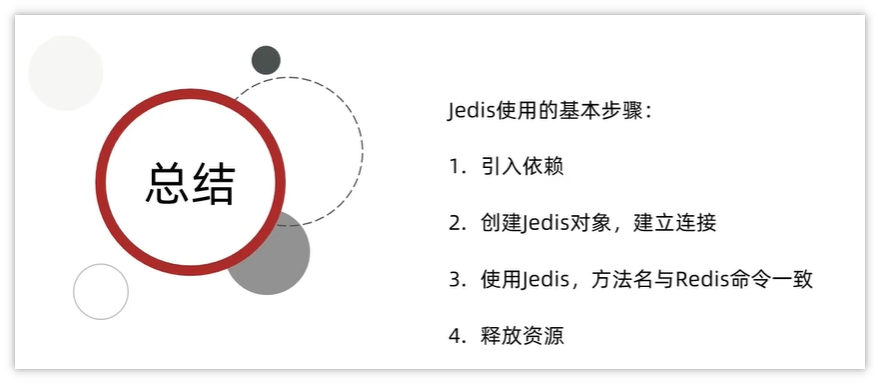 总结
Jedis使用的基本步骤：
1. 引入依赖
2. 创建Jedis对象，建立连接
3. 使用Jedis，方法名与Redis命令一致
4. 释放资源